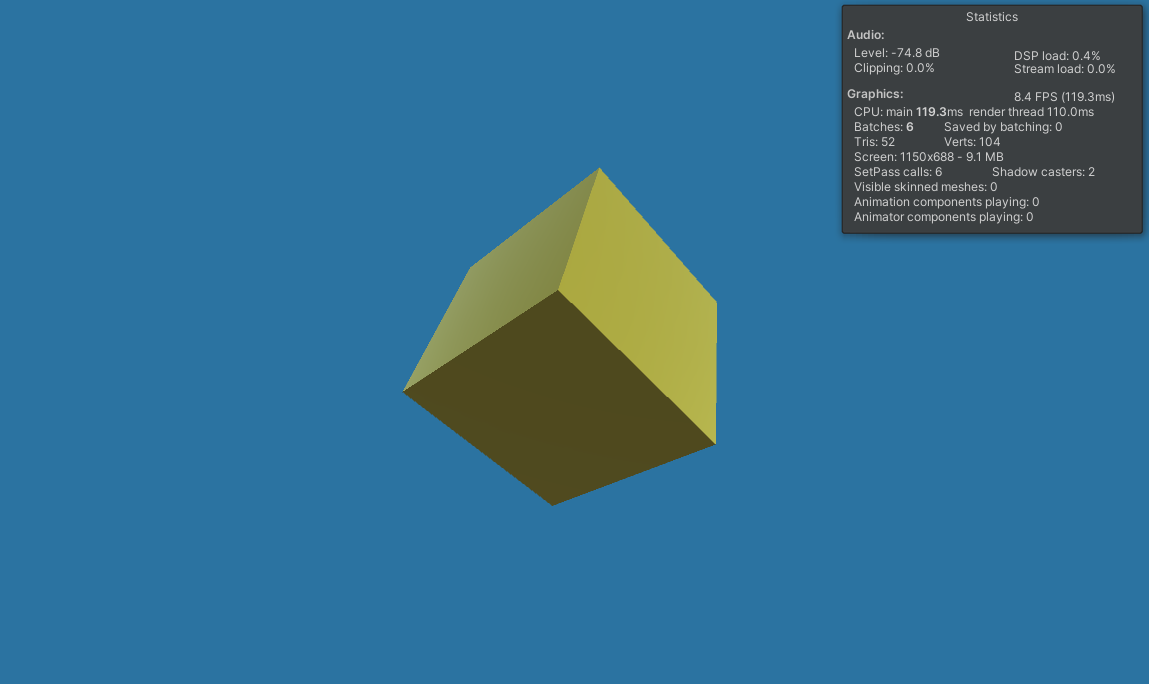 Statistics
Audio:
Level: -74.8 dB DSP load: 0.4%
Clipping: 0.0% Stream load: 0.0%
Graphics: 8.4 FPS (119.3ms)
CPU: main 119.3ms render thread 110.0ms
Batches: 6 Saved by batching: 0
Tris: 52 Verts: 104
Screen: 1150x688 - 9.1 MB
SetPass calls: 6 Shadow casters: 2
Visible skinned meshes: 0
Animation components playing: 0
Animator components playing: 0